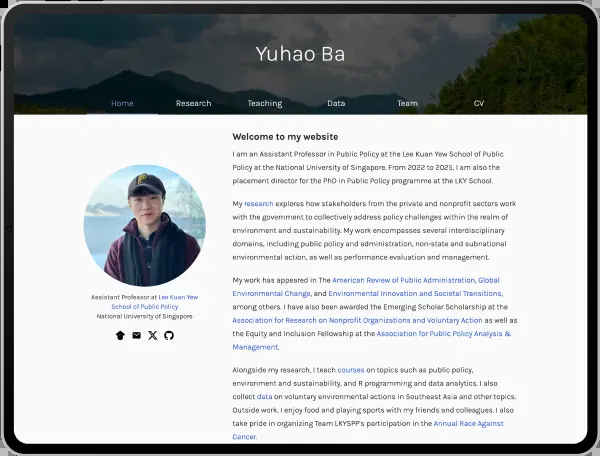 Yuhao Ba
Home Research Teaching Data Team CV
Welcome to my website
I am an Assistant Professor in Public Policy at the Lee Kuan Yew School of Public
Policy at the National University of Singapore. From 2022 to 2025, I am also the
placement director for the PhD in Public Policy programme at the LKY School.
My research explores how stakeholders from the private and nonprofit sectors work
with the government to collectively address policy challenges within the realm of
environment and sustainability. My work encompasses several interdisciplinary
domains, including public policy and administration, non-state and subnational
environmental action, as well as performance evaluation and management.
Assistant Professor at Lee Kuan Yew
School of Public Policy
National University of Singapore
My work has appeared in The American Review of Public Administration, Global
Environmental Change, and Environmental Innovation and Societal Transitions,
among others. I have also been awarded the Emerging Scholar Scholarship at the
Association for Research on Nonprofit Organizations and Voluntary Action as well as
the Equity and Inclusion Fellowship at the Association for Public Policy Analysis &
Management.
Alongside my research, I teach courses on topics such as public policy,
environment and sustainability, and R programming and data analytics. I also
collect data on voluntary environmental actions in Southeast Asia and other topics.
Outside work, I enjoy food and playing sports with my friends and colleagues. I also
take pride in organizing Team LKYSPP's participation in the Annual Race Against
Cancer.